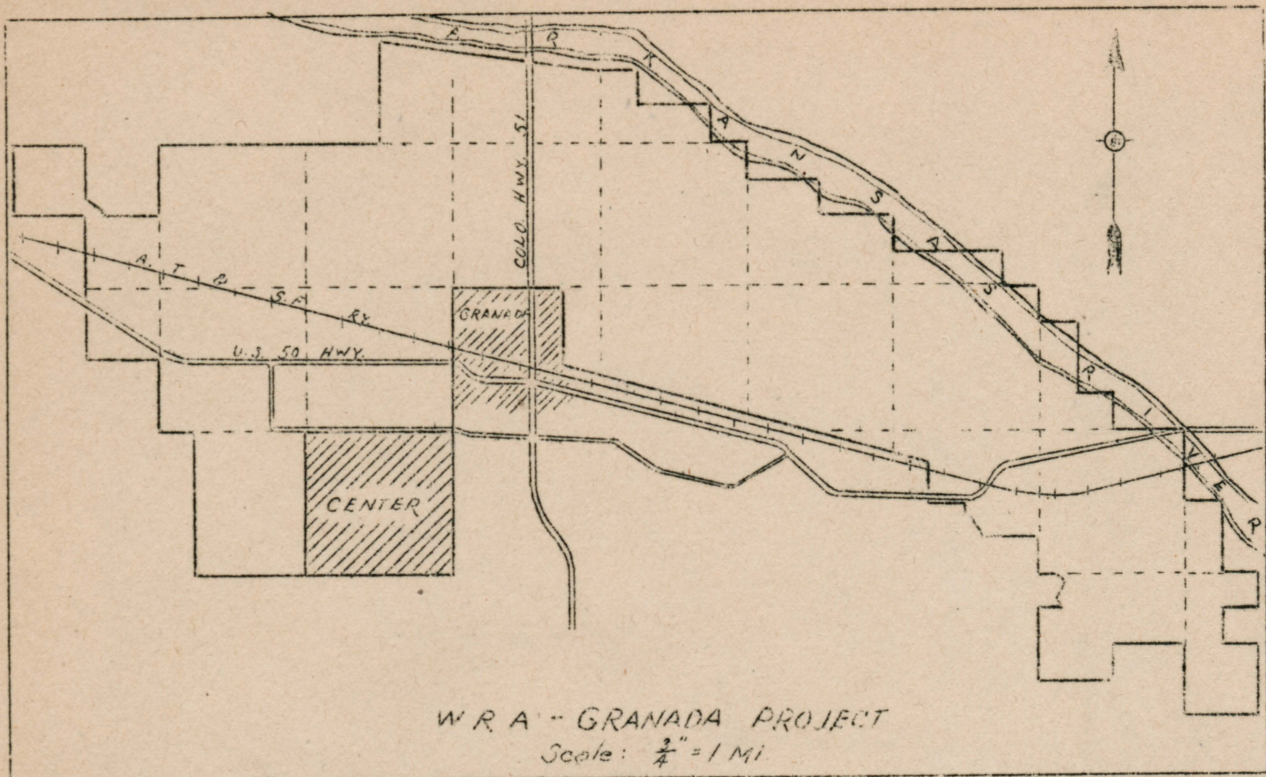 ARKANSAS RIVER
COLO HWY. 51
A. T. & S. F. RY.
GRANADA
U.S. 50 HWY.
CENTER
W R A - GRANADA PROJECT
Scale: 3/4" = 1 Mi